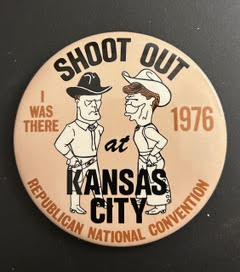 SHOOT OUT
I
WAS
THERE
1976
at
KANSAS
CITY
REPUBLICAN NATIONAL CONVENTION